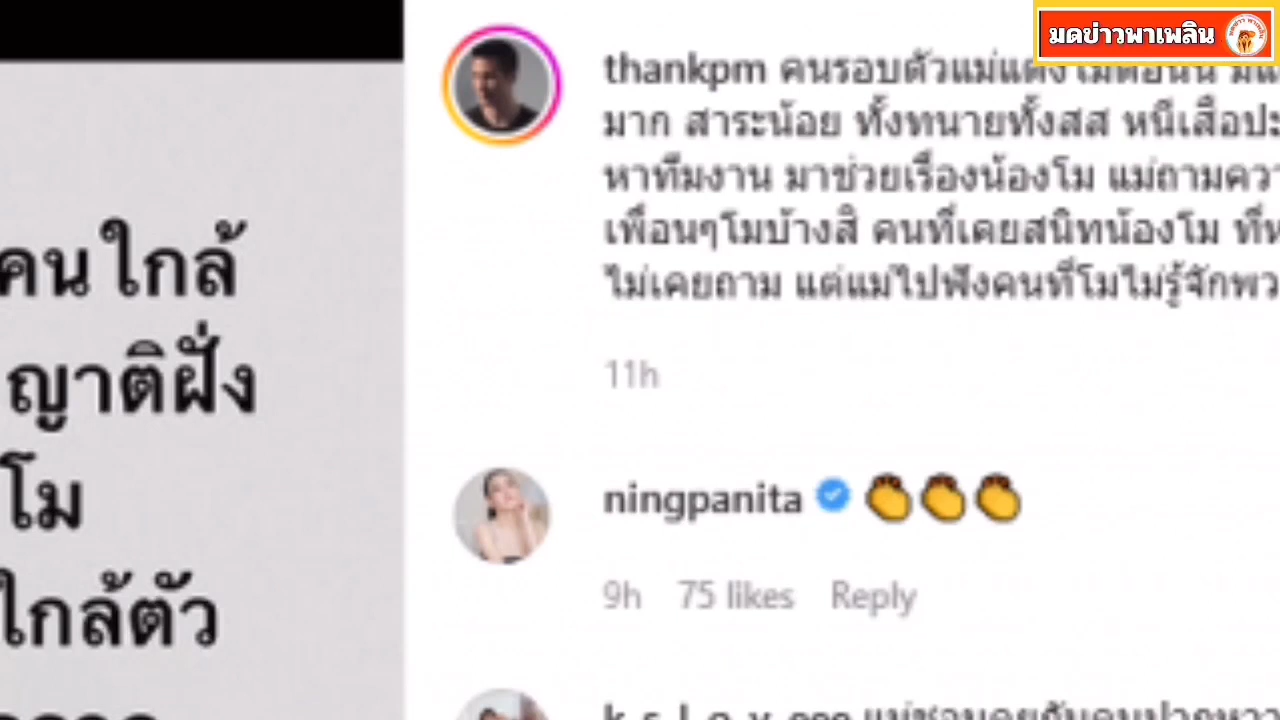 มดข่าวพาเพลิน
thankpm คนรอบตัวแม่แตงโมตอนนี้
มาก สาระน้อย ทั้งทนายทั้งสส หนีเสือปะ
หาทีมงาน มาช่วยเรื่องน้องโม แม่ถามควา
เพื่อนๆโมบ้างสิ คนที่เคยสนิทน้องโม
ไม่เคยถาม แต่แม่ไปฟังคนที่โมไม่รู้จักพว
11h
ningpanita 👏👏👏
9h 75 likes Reply
คนใกล้
ญาติฝั่ง
โม
ใกล้ตัว